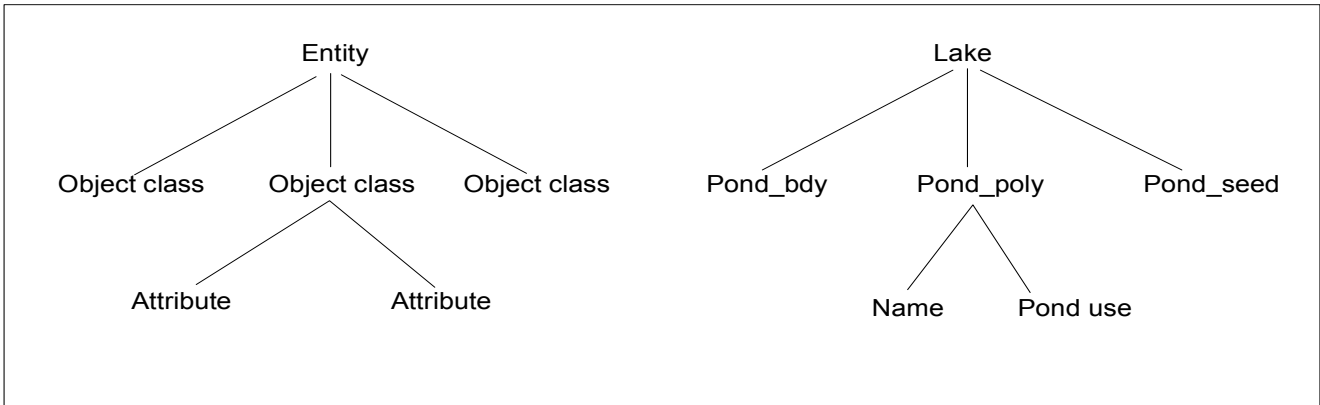 Entity
Object class Object class Object class
Attribute Attribute
Lake
Pond_bdy Pond_poly Pond_seed
Name Pond use